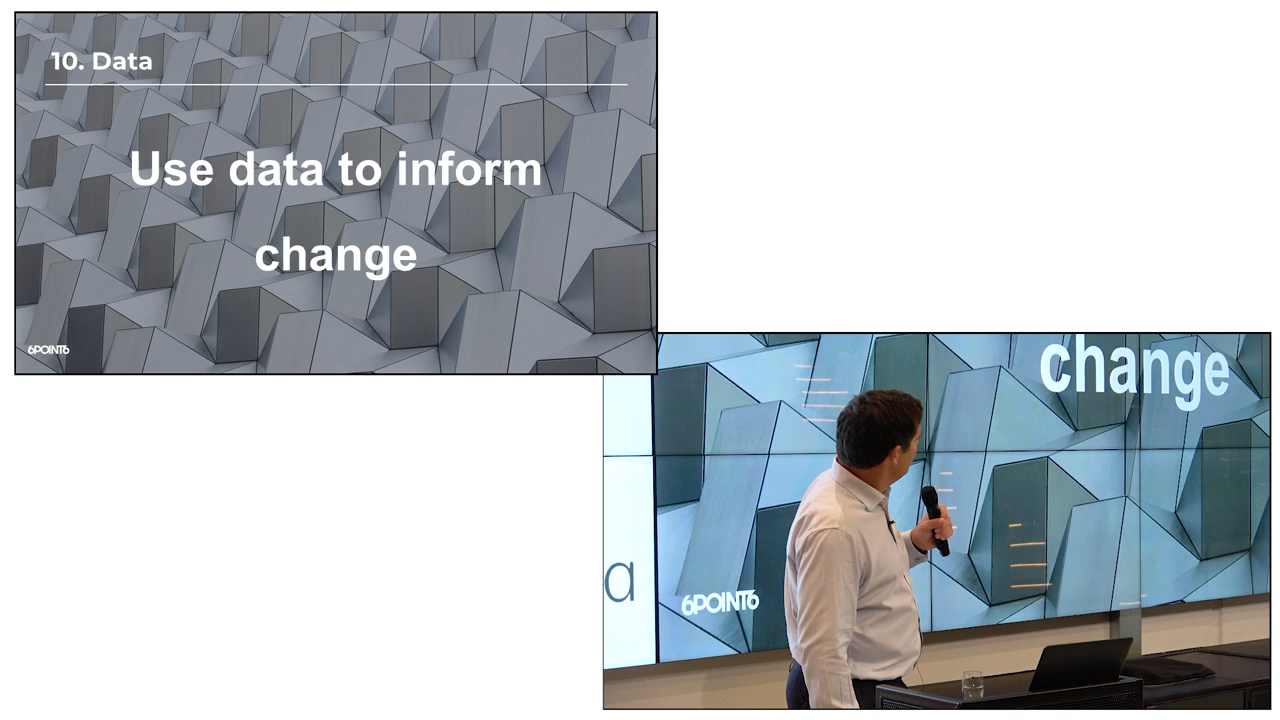 10. Data
Use data to inform
change
6POINT6
change
a
6POINT6